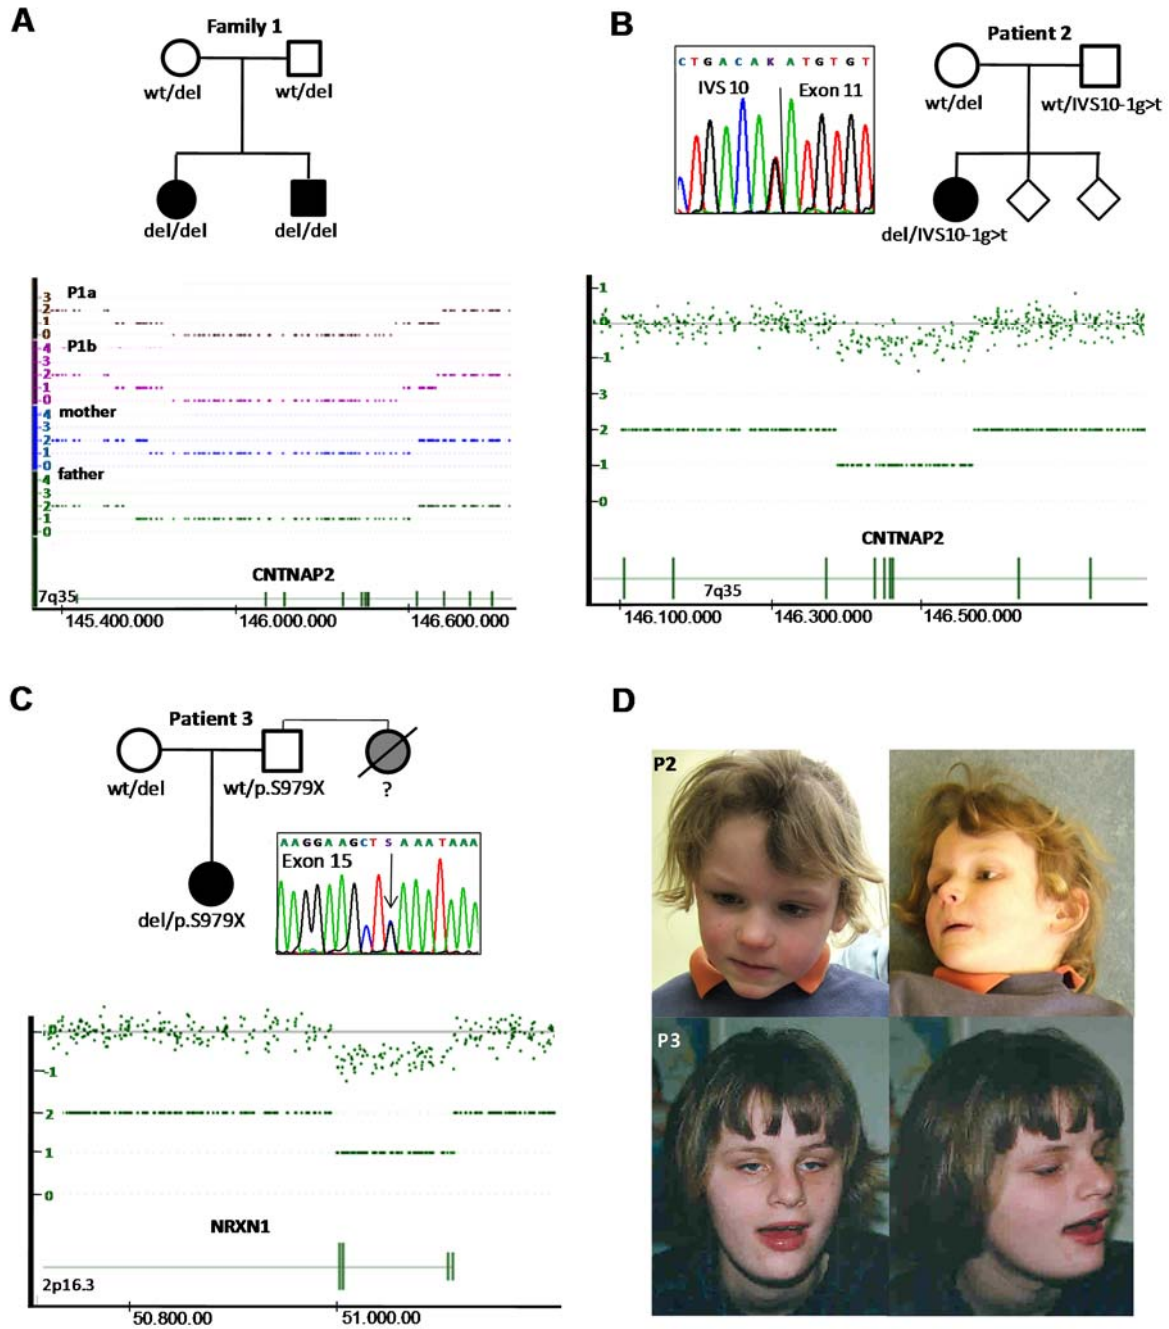 A
Family 1
wt/del
wt/del
del/del
del/del
3
2
1
0
P1a
4
3
2
1
0
P1b
4
3
2
1
0
mother
4
3
2
1
0
father
CNTNAP2
7q35
145.400.000
146.000.000
146.600.000
B
CTGACAKATGTGT
IVS 10
Exon 11
Patient 2
wt/del
wt/IVS10-1g>t
del/IVS10-1g>t
1
0
-1
3
2
1
0
CNTNAP2
7q35
146.100.000
146.300.000
146.500.000
C
Patient 3
wt/del
wt/p.S979X
?
del/p.S979X
AAGGAAGCTSAAATAAA
Exon 15
0
-1
2
1
0
NRXN1
2p16.3
50.800.00
51.000.00
D
P2
P3